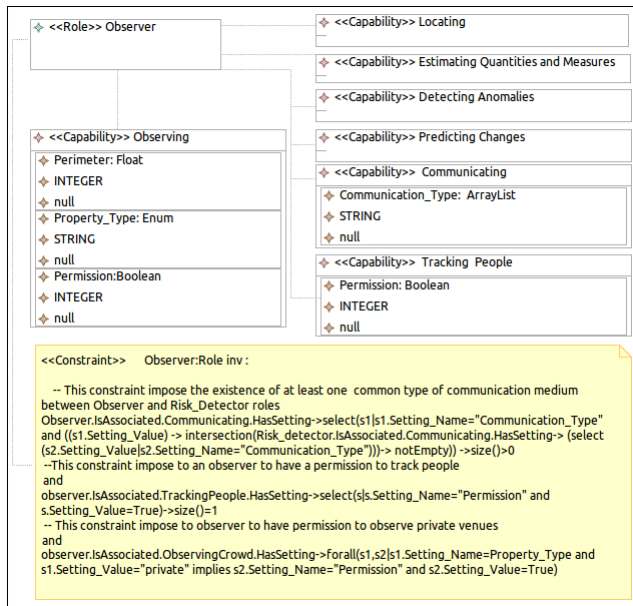 <<Role>> Observer
<<Capability>> Locating
<<Capability>> Estimating Quantities and Measures
<<Capability>> Detecting Anomalies
<<Capability>> Observing
Perimeter: Float
INTEGER
null
Property_Type: Enum
STRING
null
Permission:Boolean
INTEGER
null
<<Capability>> Predicting Changes
<<Capability>> Communicating
Communication_Type: ArrayList
STRING
null
<<Capability>> Tracking People
Permission: Boolean
INTEGER
null
<<Constraint>> Observer:Role inv :
-- This constraint impose the existence of at least one common type of communication medium
between Observer and Risk_Detector roles
Observer.IsAssociated.Communicating.HasSetting->select(s1|s1.Setting_Name="Communication_Type"
and ((s1.Setting_Value) -> intersection(Risk_detector.IsAssociated.Communicating.HasSetting-> (select
(s2.Setting_Value|s2.Setting_Name="Communication_Type")))-> notEmpty)) ->size()>0
--This constraint impose to an observer to have a permission to track people
and
observer.IsAssociated.TrackingPeople.HasSetting->select(s|s.Setting_Name="Permission" and
s.Setting_Value=True)->size()=1
-- This constraint impose to observer to have permission to observe private venues
and
observer.IsAssociated.ObservingCrowd.HasSetting->forall(s1,s2|s1.Setting_Name=Property_Type and
s1.Setting_Value="private" implies s2.Setting_Name="Permission" and s2.Setting_Value=True)